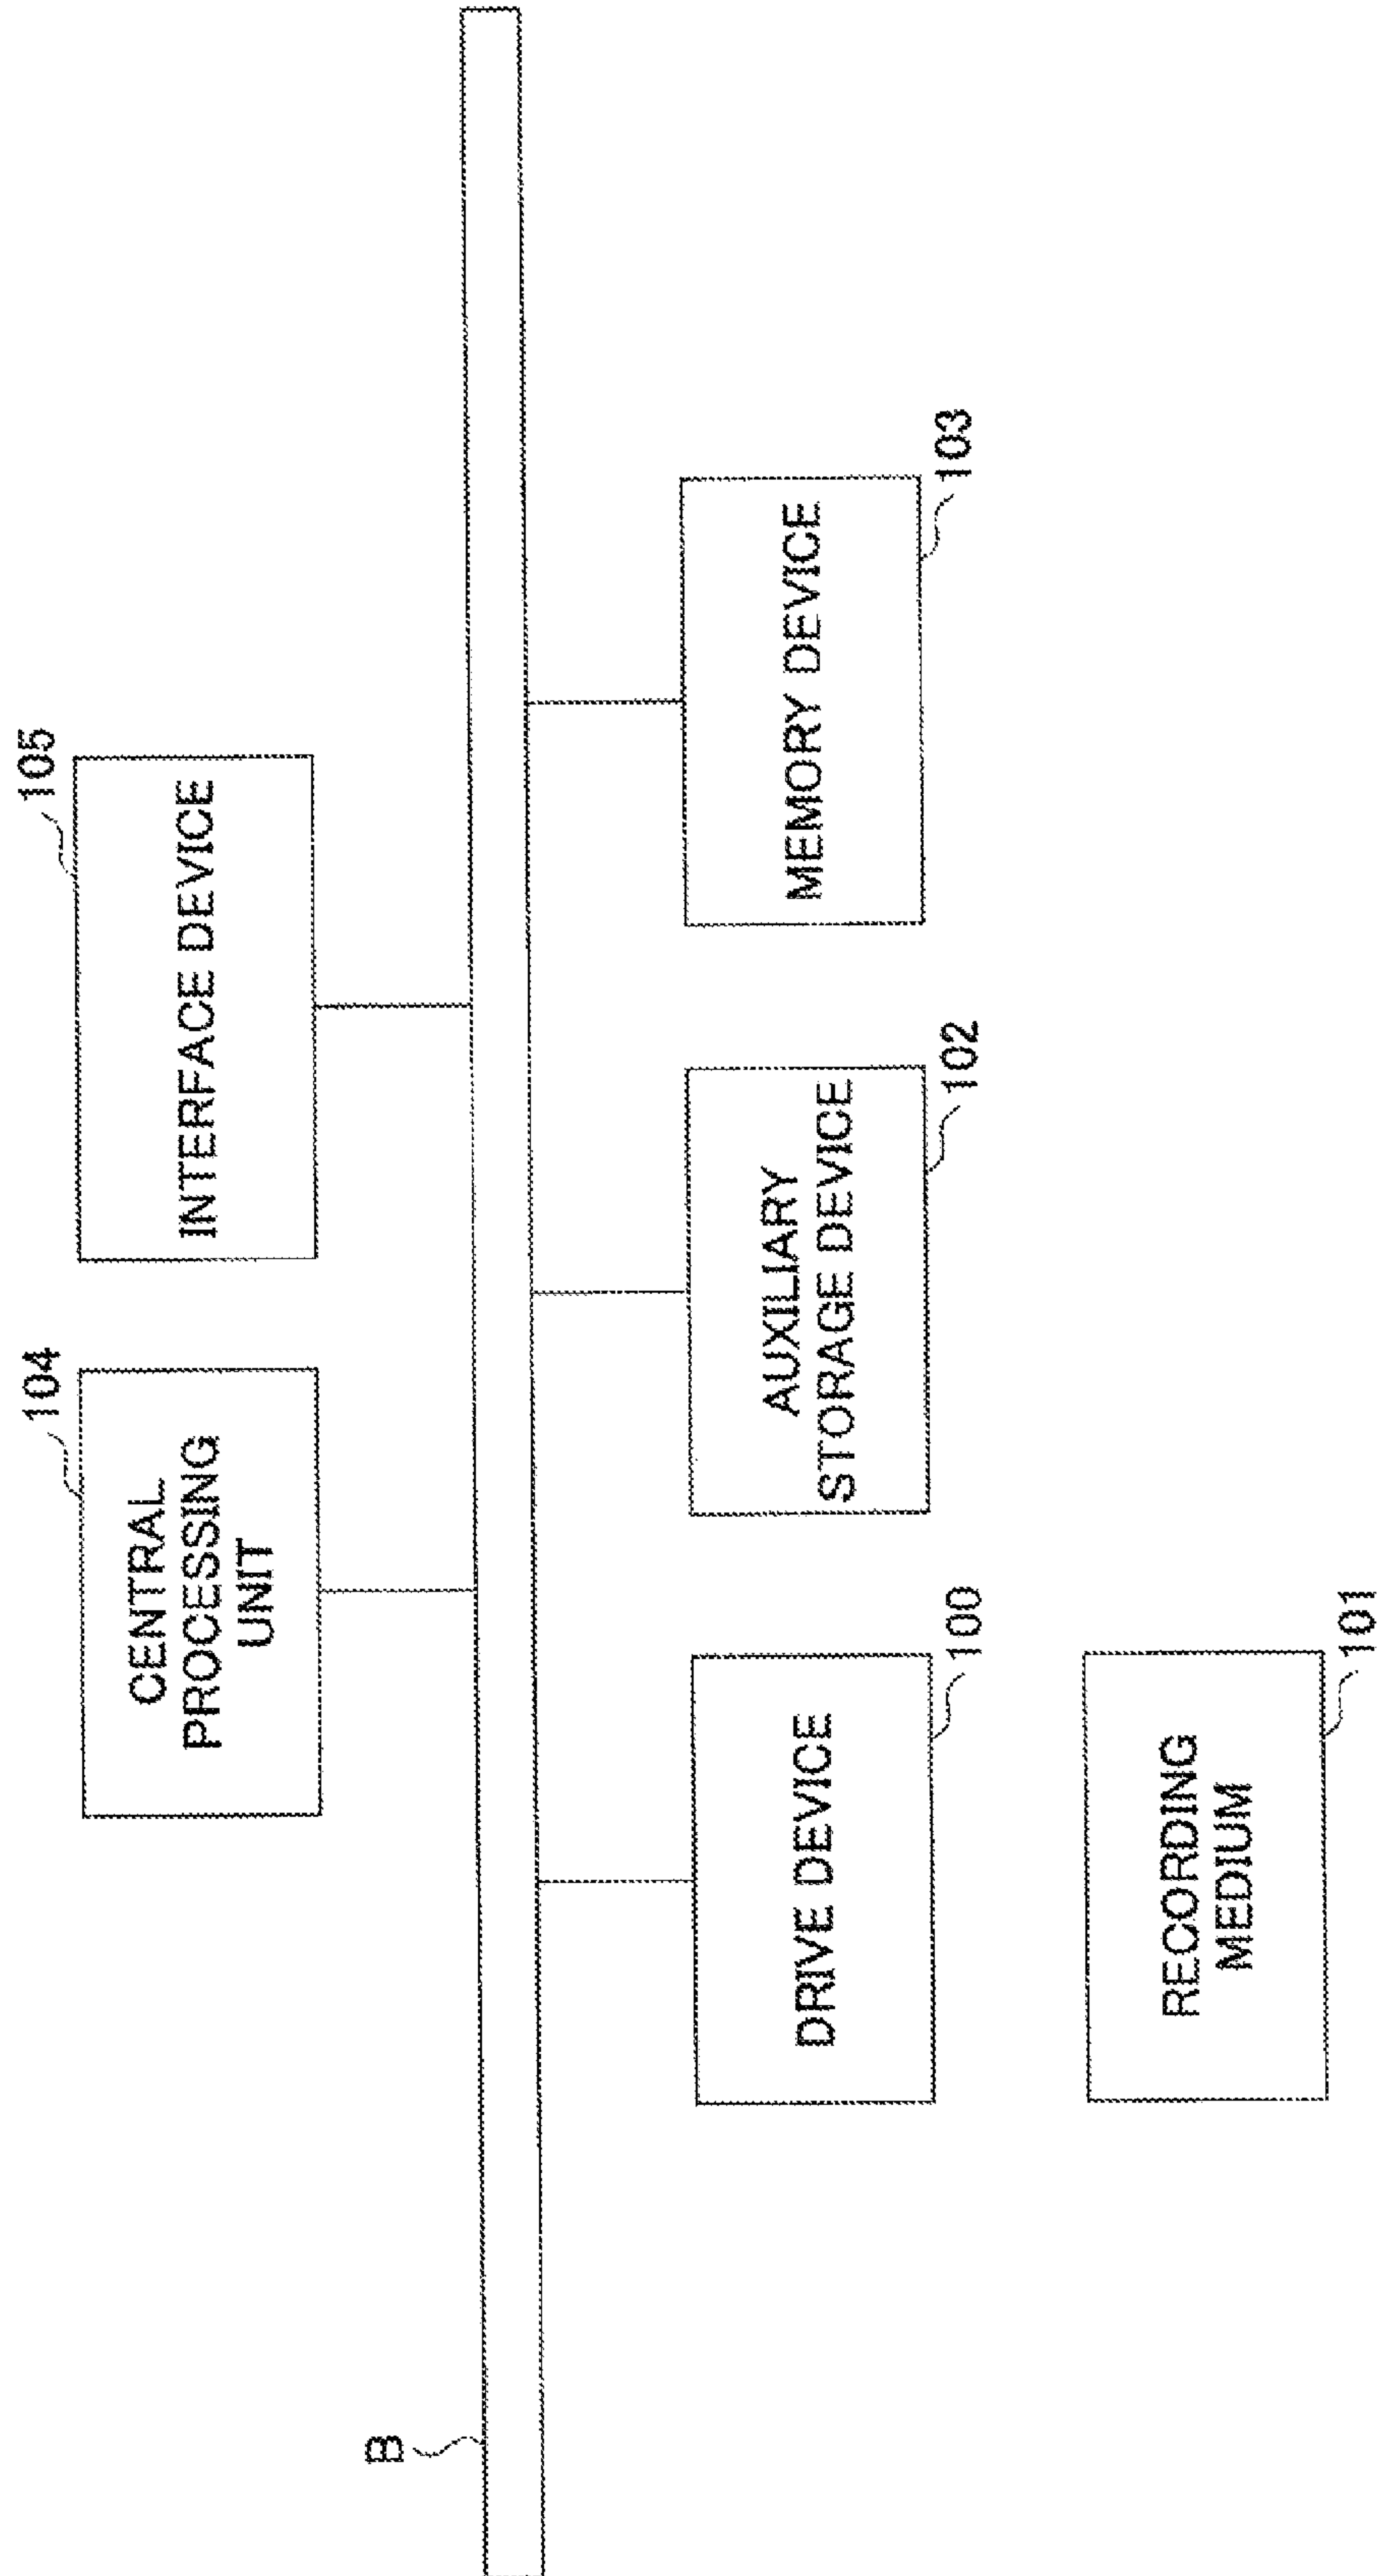 104
CENTRAL
PROCESSING
UNIT
105
INTERFACE DEVICE
B
DRIVE DEVICE
100
AUXILIARY
STORAGE DEVICE
102
MEMORY DEVICE
103
RECORDING
MEDIUM
101